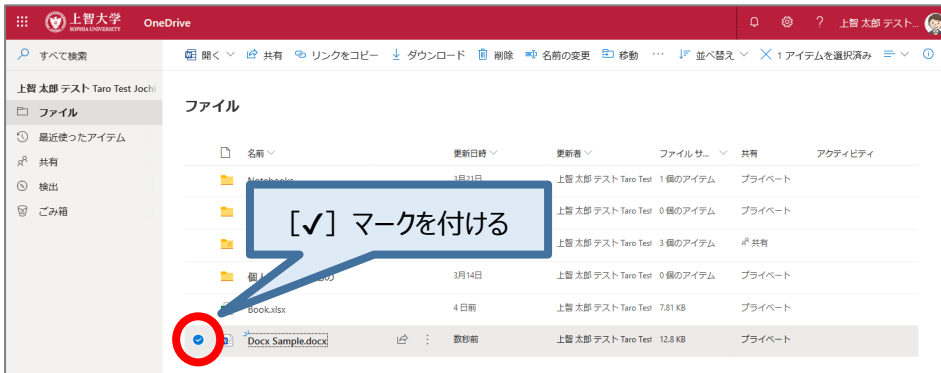 上智大学 SOPHIA UNIVERSITY OneDrive ? 上智 太郎 テスト...
すべて検索 開く 共有 リンクをコピー ダウンロード 削除 名前の変更 移動 … 並べ替え 1 アイテムを選択済み
上智 太郎 テスト Taro Test Jochi
ファイル
最近使ったアイテム
共有
検出
ごみ箱
ファイル
名前 更新日時 更新者 ファイル サ... 共有 アクティビティ
Notebooks 3月21日 上智 太郎 テスト Taro Test 1 個のアイテム プライベート
上智 太郎 テスト Taro Test 0 個のアイテム プライベート
上智 太郎 テスト Taro Test 3 個のアイテム 共有
個 3月14日 上智 太郎 テスト Taro Test 0 個のアイテム プライベート
Book.xlsx 4 日前 上智 太郎 テスト Taro Test 7.81 KB プライベート
Docx Sample.docx 数秒前 上智 太郎 テスト Taro Test 12.8 KB プライベート
[✓] マークを付ける